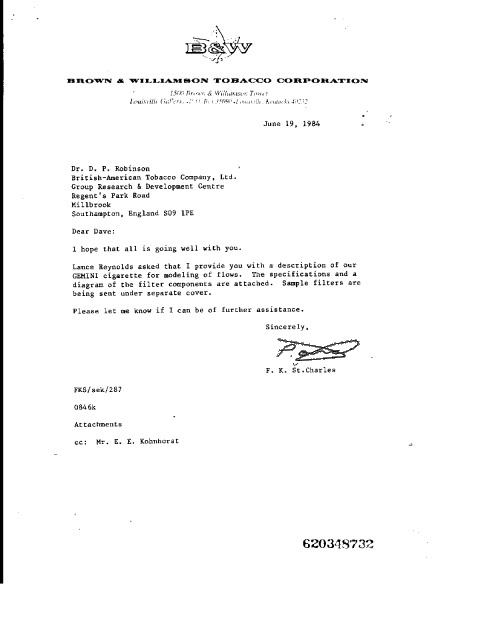 B&W
BROWN & WILLIAMSON TOBACCO CORPORATION
1500 Brown & Williamson Tower
Louisville Galleria - P.O. Box 35090 - Louisville, Kentucky 40232
June 19, 1984
Dr. D. P. Robinson
British-American Tobacco Company, Ltd.
Group Research & Development Centre
Regent's Park Road
Millbrook
Southampton, England S09 1PE
Dear Dave:
I hope that all is going well with you.
Lance Reynolds asked that I provide you with a description of our
GEMINI cigarette for modeling of flows. The specifications and a
diagram of the filter components are attached. Sample filters are
being sent under separate cover.
Please let me know if I can be of further assistance.
Sincerely,
F. K. St.Charles
FKS/sek/287
0846k
Attachments
cc: Mr. E. E. Kohnhorst
620348732